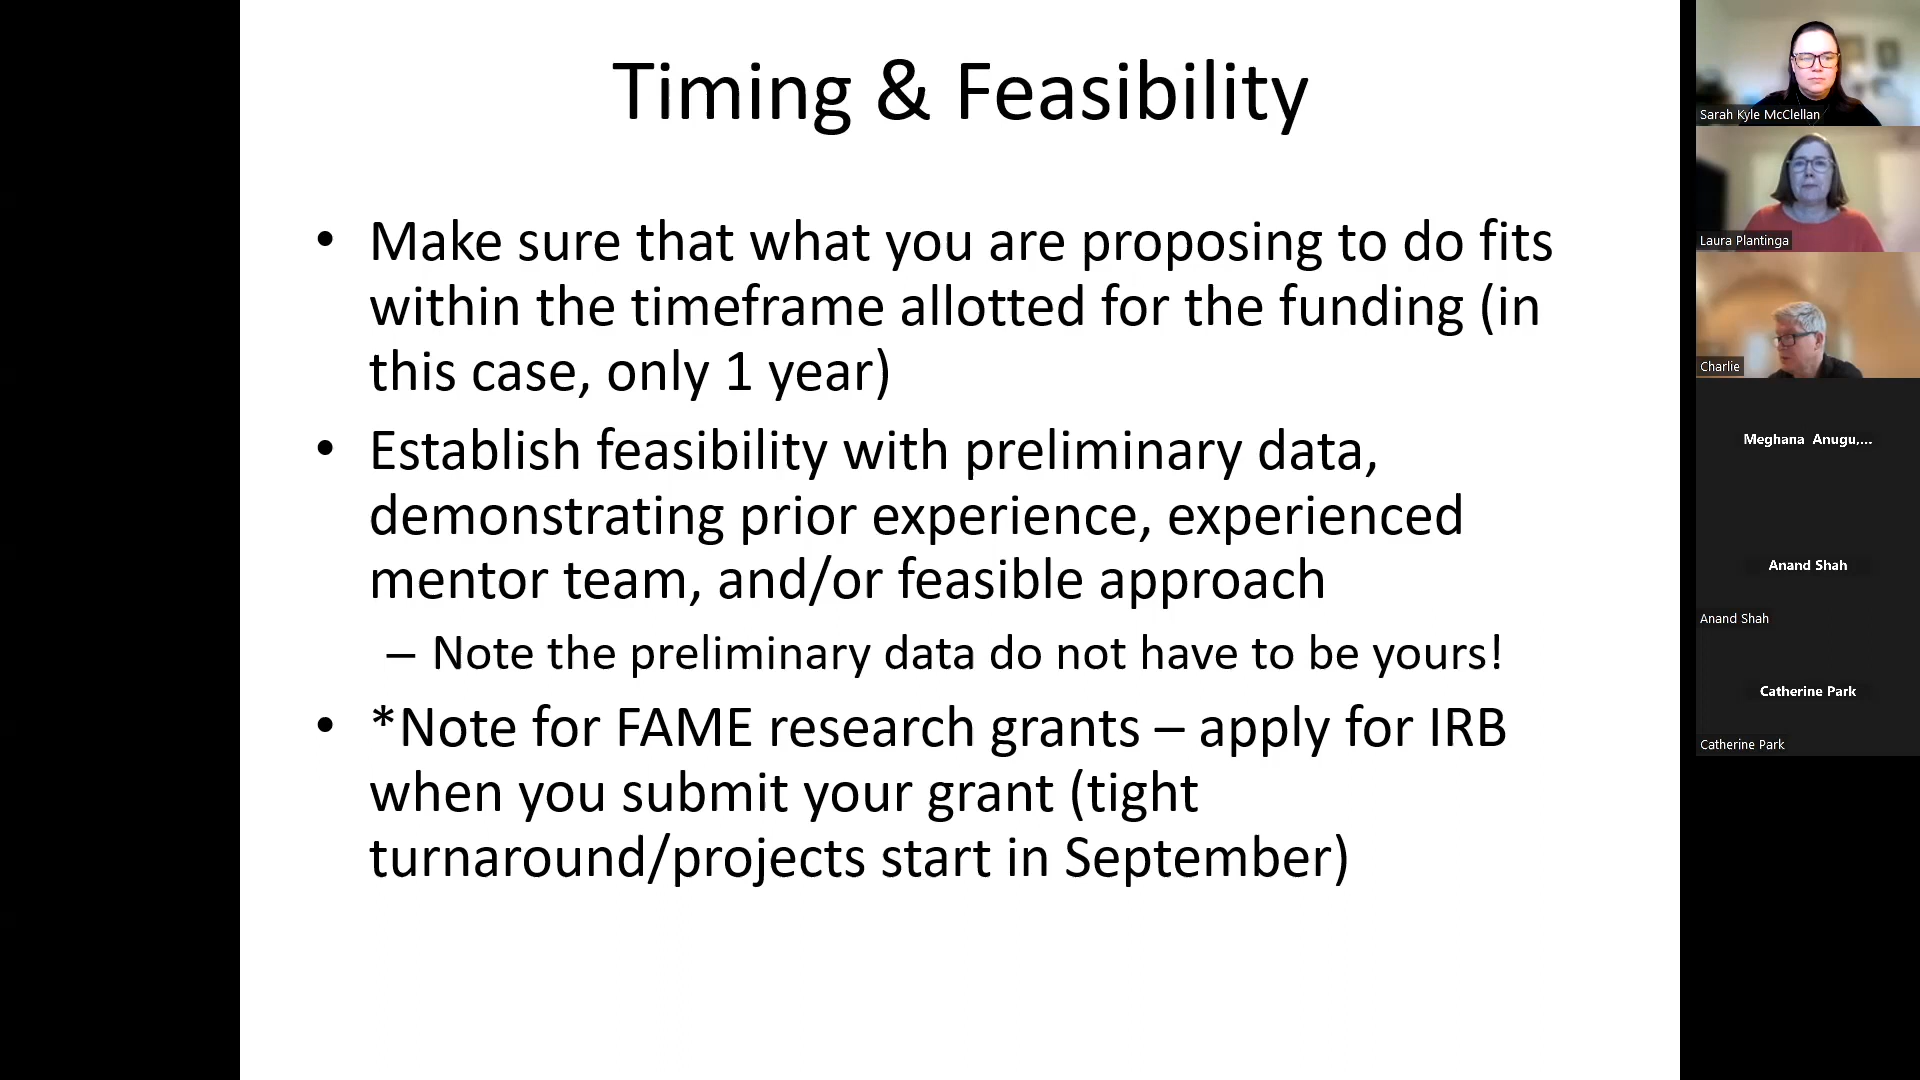 Timing & Feasibility
• Make sure that what you are proposing to do fits
within the timeframe allotted for the funding (in
this case, only 1 year)
• Establish feasibility with preliminary data,
demonstrating prior experience, experienced
mentor team, and/or feasible approach
– Note the preliminary data do not have to be yours!
• *Note for FAME research grants – apply for IRB
when you submit your grant (tight
turnaround/projects start in September)
Sarah Kyle McClellan
Laura Plantinga
Charlie
Meghana Anugu,...
Anand Shah
Anand Shah
Catherine Park
Catherine Park